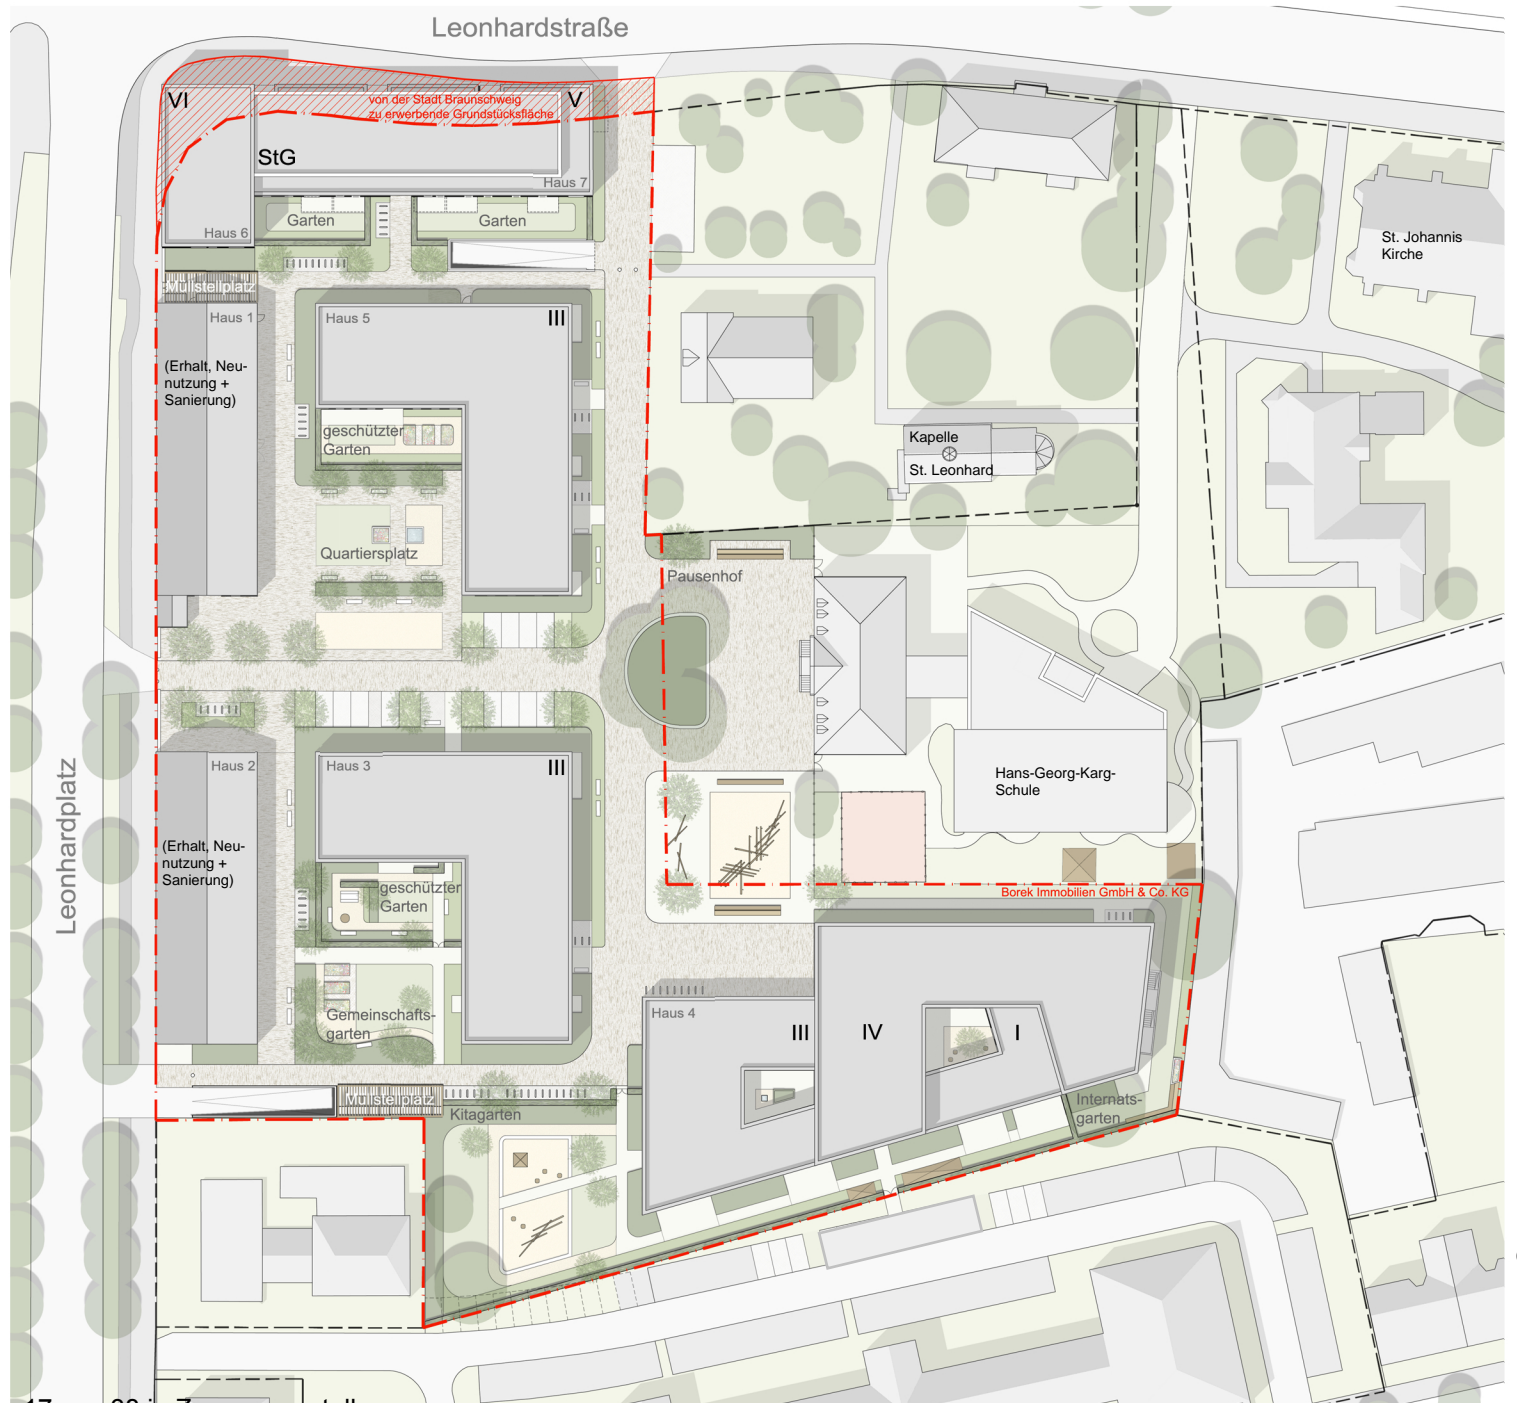 Leonhardstraße
VI
von der Stadt Braunschweig
zu erwerbende Grundstücksfläche
V
StG
Haus 7
Garten
Garten
Haus 6
Müllstellplatz
Haus 1
Haus 5
III
(Erhalt, Neu-
nutzung +
Sanierung)
geschützter
Garten
Quartiersplatz
St. Johannis
Kirche
Kapelle
St. Leonhard
Pausenhof
Leonhardplatz
Haus 2
Haus 3
III
(Erhalt, Neu-
nutzung +
Sanierung)
geschützter
Garten
Gemeinschafts-
garten
Hans-Georg-Karg-
Schule
Borek Immobilien GmbH & Co. KG
Haus 4
III
IV
I
Müllstellplatz
Kitagarten
Internats-
garten